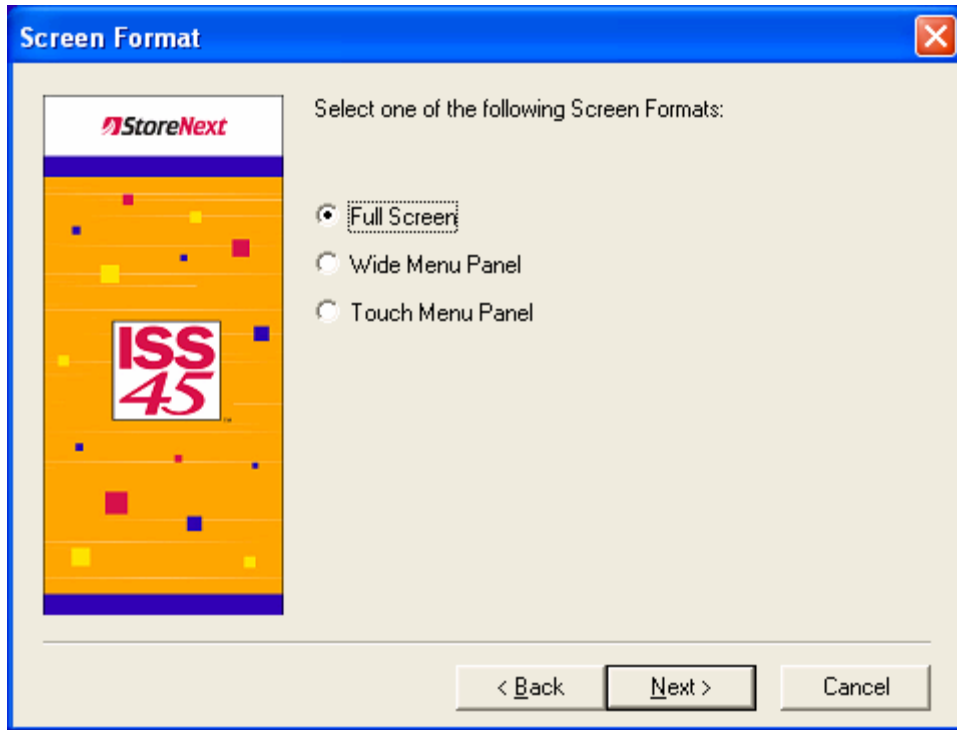 Screen Format
StoreNext
Select one of the following Screen Formats:
Full Screen
Wide Menu Panel
Touch Menu Panel
ISS
45
™
< Back
Next >
Cancel